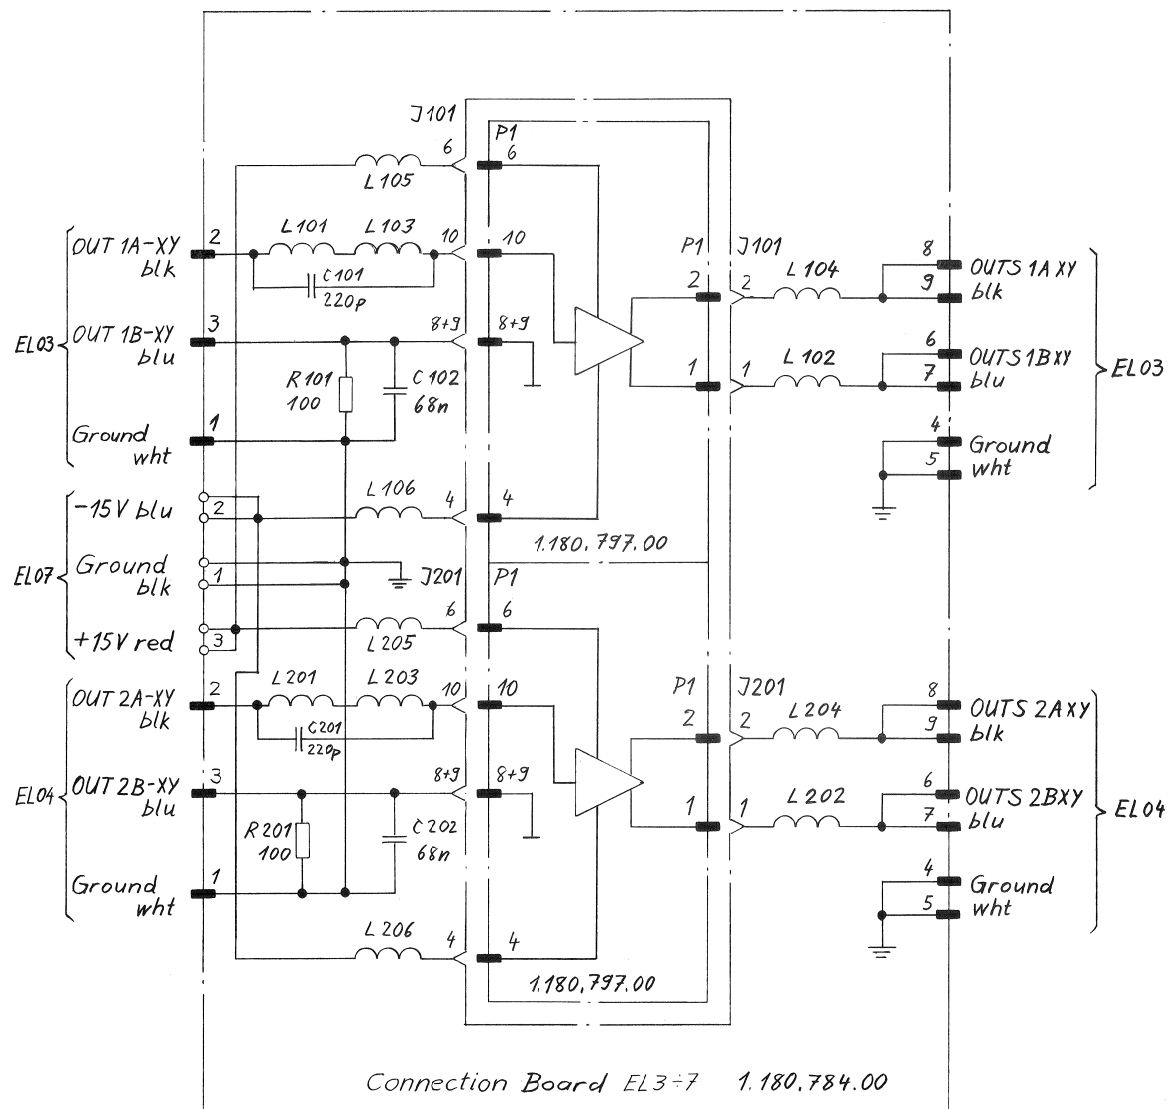 J101
P1
6
6
L105
OUT 1A-XY
blk
2
L101
L103
10
10
C101
220p
P1
J101
8
OUTS 1A XY
2
2
L104
9
blk
EL03
OUT 1B-XY
blu
3
8+9
8+9
R101
100
C102
68n
1
1
L102
6
OUTS 1B XY
7
blu
EL03
Ground
wht
1
4
Ground
5
wht
-15V blu
2
L106
4
4
1.180.797.00
EL07
Ground
blk
1
J201
P1
+15V red
3
L205
6
6
OUT 2A-XY
blk
2
L201
L203
10
10
C201
220p
P1
J201
8
OUTS 2A XY
2
2
L204
9
blk
EL04
OUT 2B-XY
blu
3
8+9
8+9
R201
100
C202
68n
1
1
L202
6
OUTS 2B XY
7
blu
EL04
Ground
wht
1
4
Ground
5
wht
L206
4
4
1.180.797.00
Connection Board EL3÷7 1.180.784.00